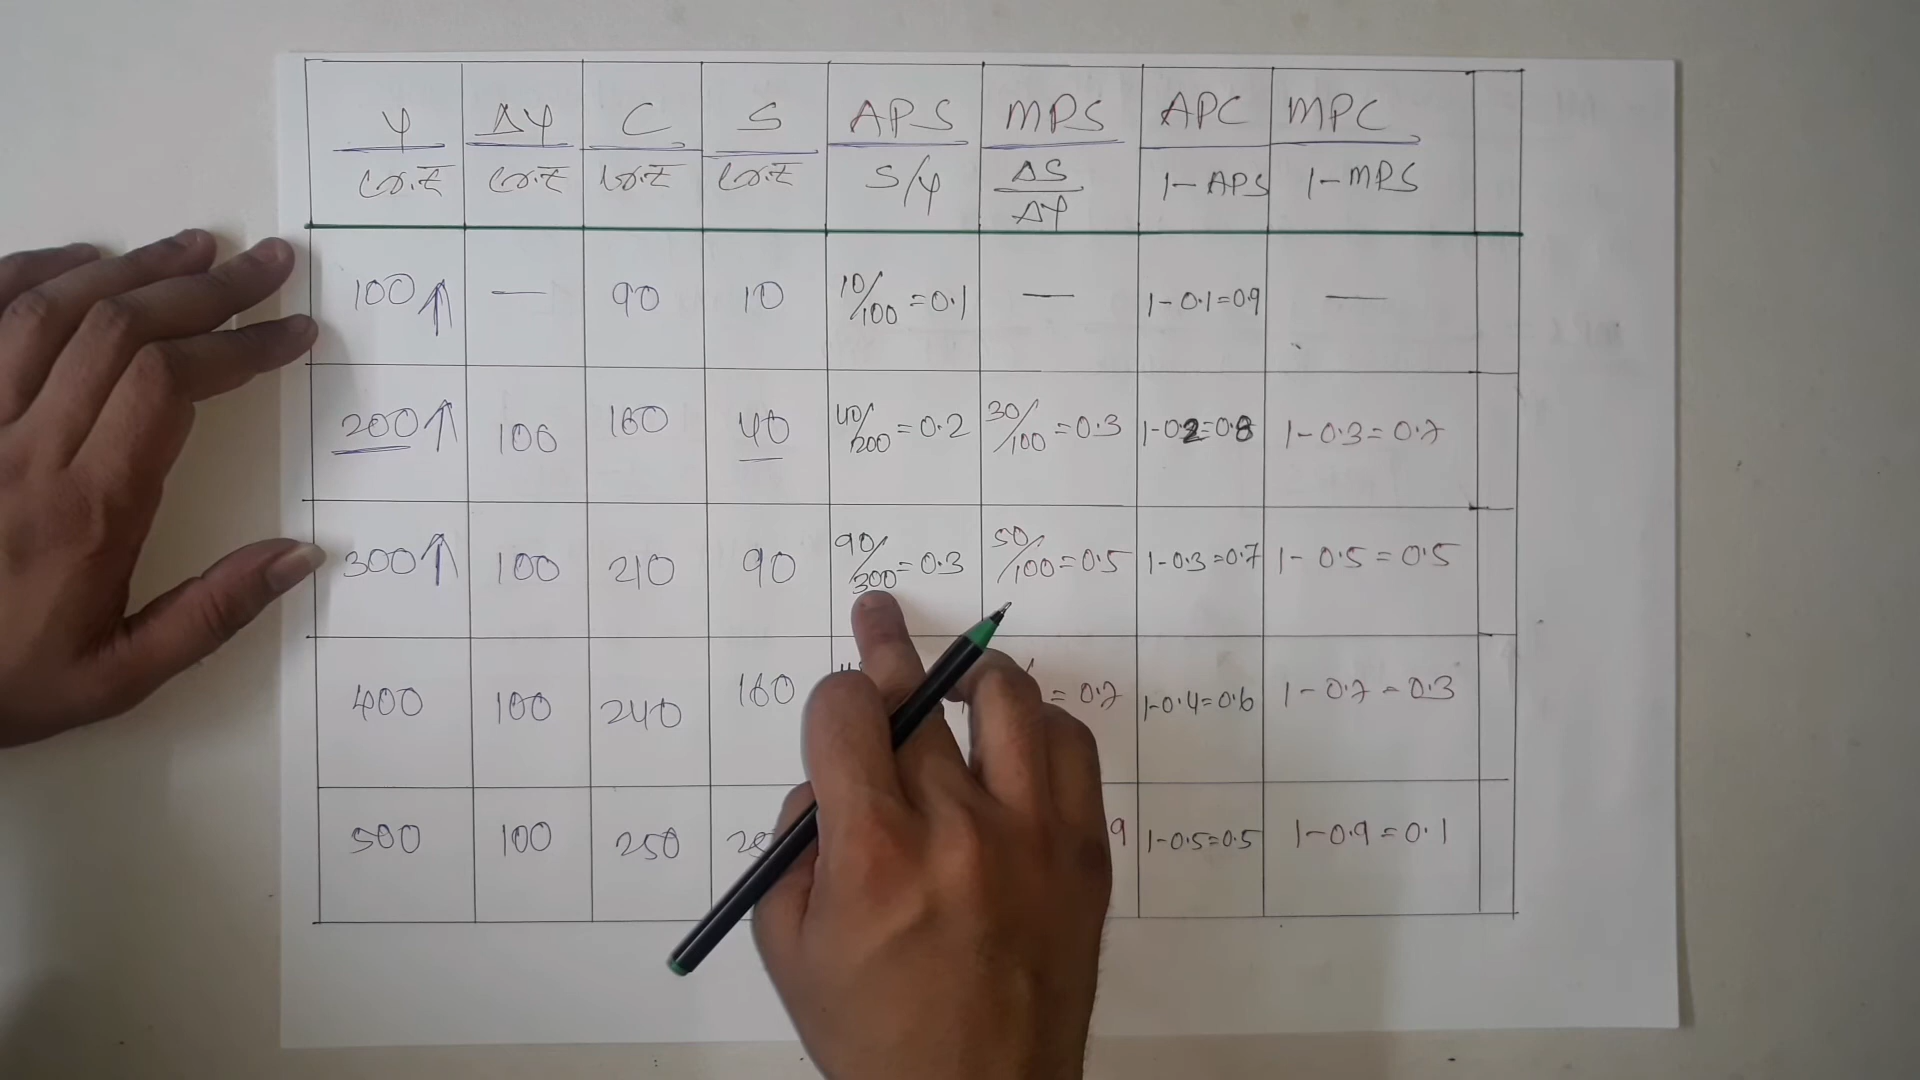 Y ΔY C S APS MPS APC MPC
Cr.₹ Cr.₹ Cr.₹ Cr.₹ S/Y ΔS/ΔY 1-APS 1-MPS
100↑ — 90 10 10/100 =0.1 — 1-0.1=0.9 —
200↑ 100 160 40 40/200 =0.2 30/100 =0.3 1-0.2=0.8 1-0.3=0.7
300↑ 100 210 90 90/300 =0.3 50/100 =0.5 1-0.3=0.7 1-0.5=0.5
400 100 240 160 = 0.7 1-0.4=0.6 1-0.7=0.3
500 100 250 9 1-0.5=0.5 1-0.9=0.1